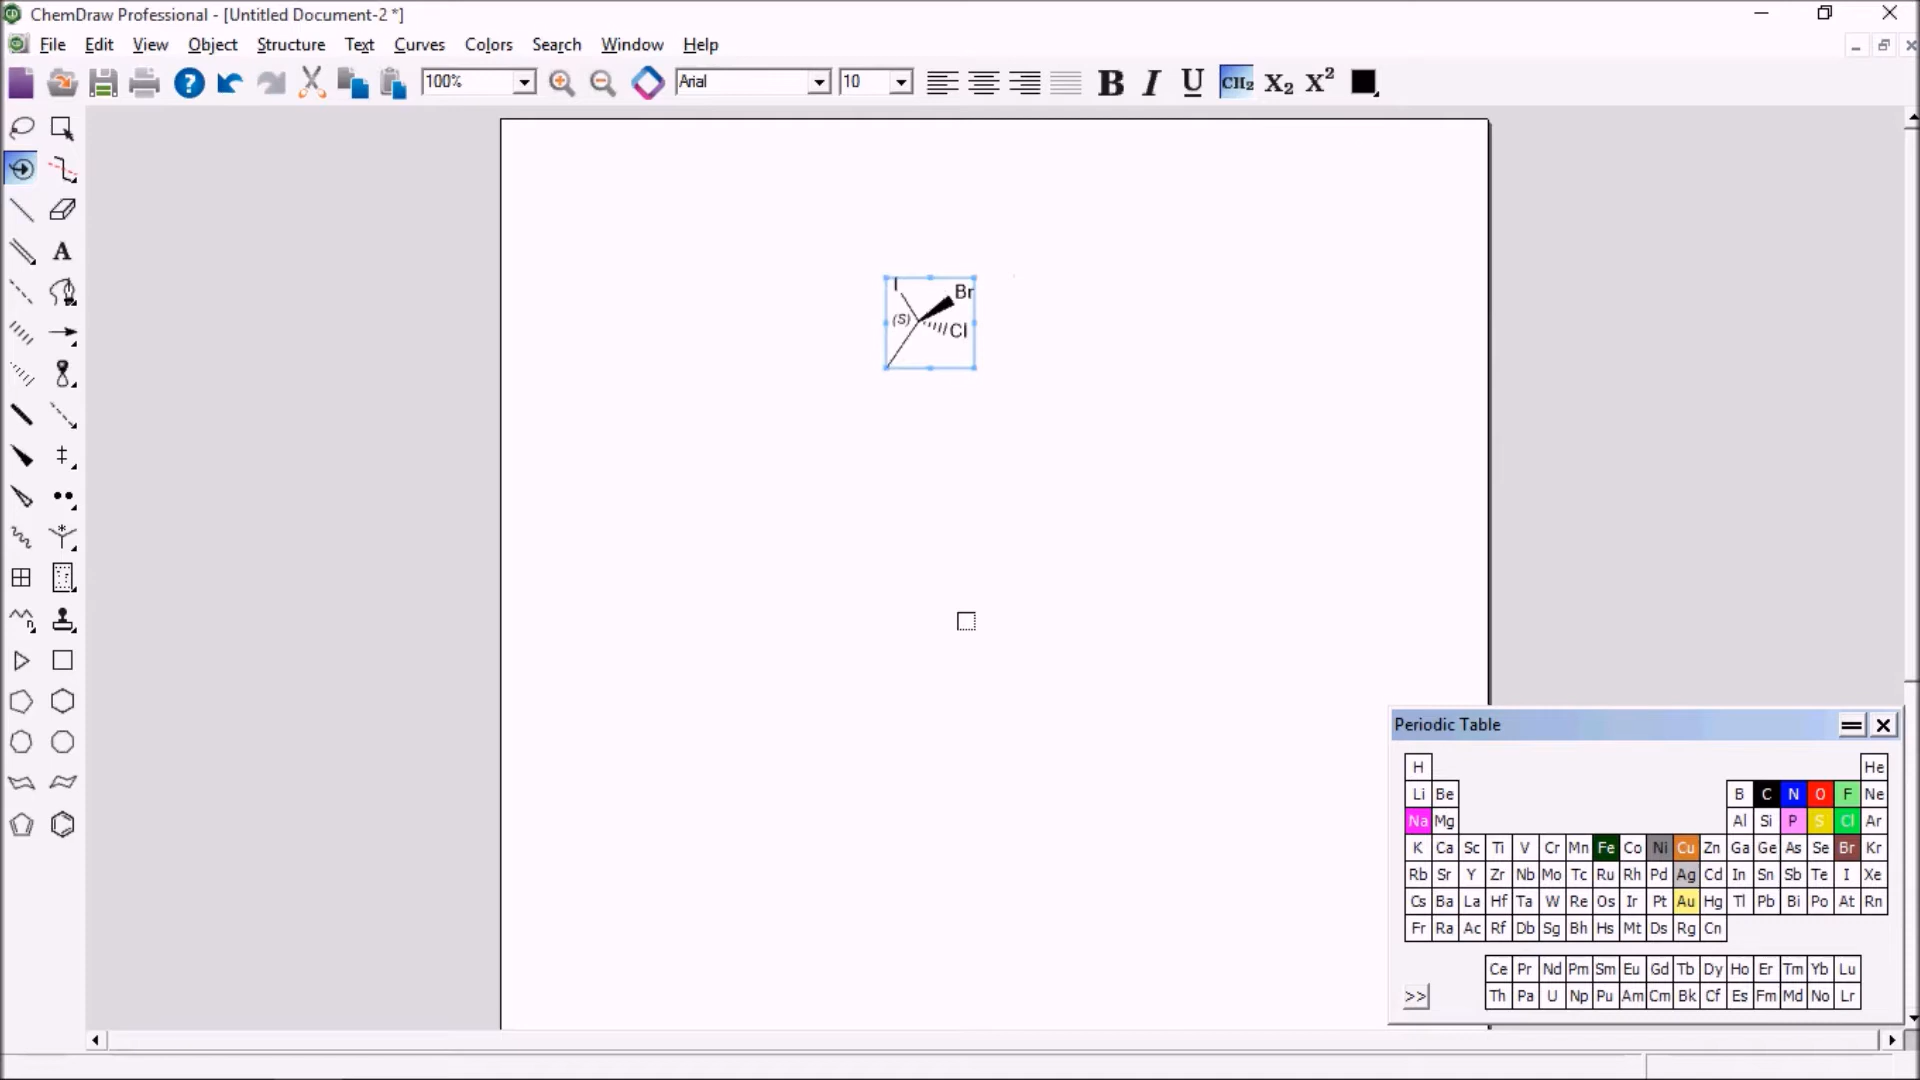 ChemDraw Professional - [Untitled Document-2 *]
File Edit View Object Structure Text Curves Colors Search Window Help
100% Arial 10 B I U CH₂ X₂ X²
A
I
Br
(S)
Cl
n
Periodic Table
H He
Li Be B C N O F Ne
Na Mg Al Si P S Cl Ar
K Ca Sc Ti V Cr Mn Fe Co Ni Cu Zn Ga Ge As Se Br Kr
Rb Sr Y Zr Nb Mo Tc Ru Rh Pd Ag Cd In Sn Sb Te I Xe
Cs Ba La Hf Ta W Re Os Ir Pt Au Hg Tl Pb Bi Po At Rn
Fr Ra Ac Rf Db Sg Bh Hs Mt Ds Rg Cn
Ce Pr Nd Pm Sm Eu Gd Tb Dy Ho Er Tm Yb Lu
>> Th Pa U Np Pu Am Cm Bk Cf Es Fm Md No Lr